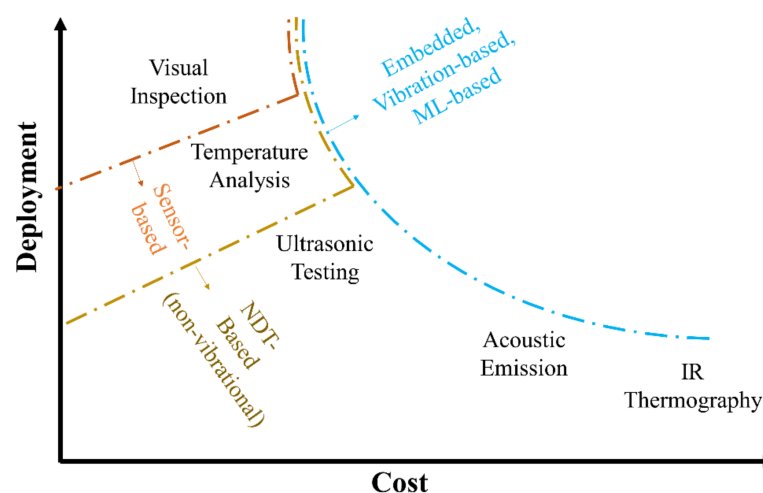 Embedded,
Vibration-based,
ML-based
Visual
Inspection
Temperature
Analysis
Sensor-
based
Ultrasonic
Testing
NDT-
Based
(non-vibrational)
Acoustic
Emission
IR
Thermography
Deployment
Cost